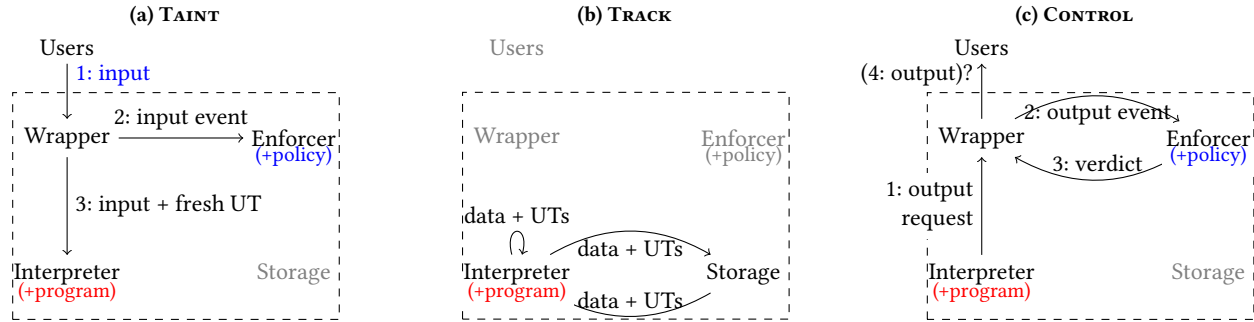 (a) Taint
Users
1: input
Wrapper
2: input event
Enforcer
(+policy)
3: input + fresh UT
Interpreter
(+program)
Storage
(b) Track
Users
Wrapper
Enforcer
(+policy)
data + UTs
data + UTs
Interpreter
(+program)
Storage
data + UTs
(c) Control
Users
(4: output)?
Wrapper
2: output event
Enforcer
(+policy)
3: verdict
1: output
request
Interpreter
(+program)
Storage